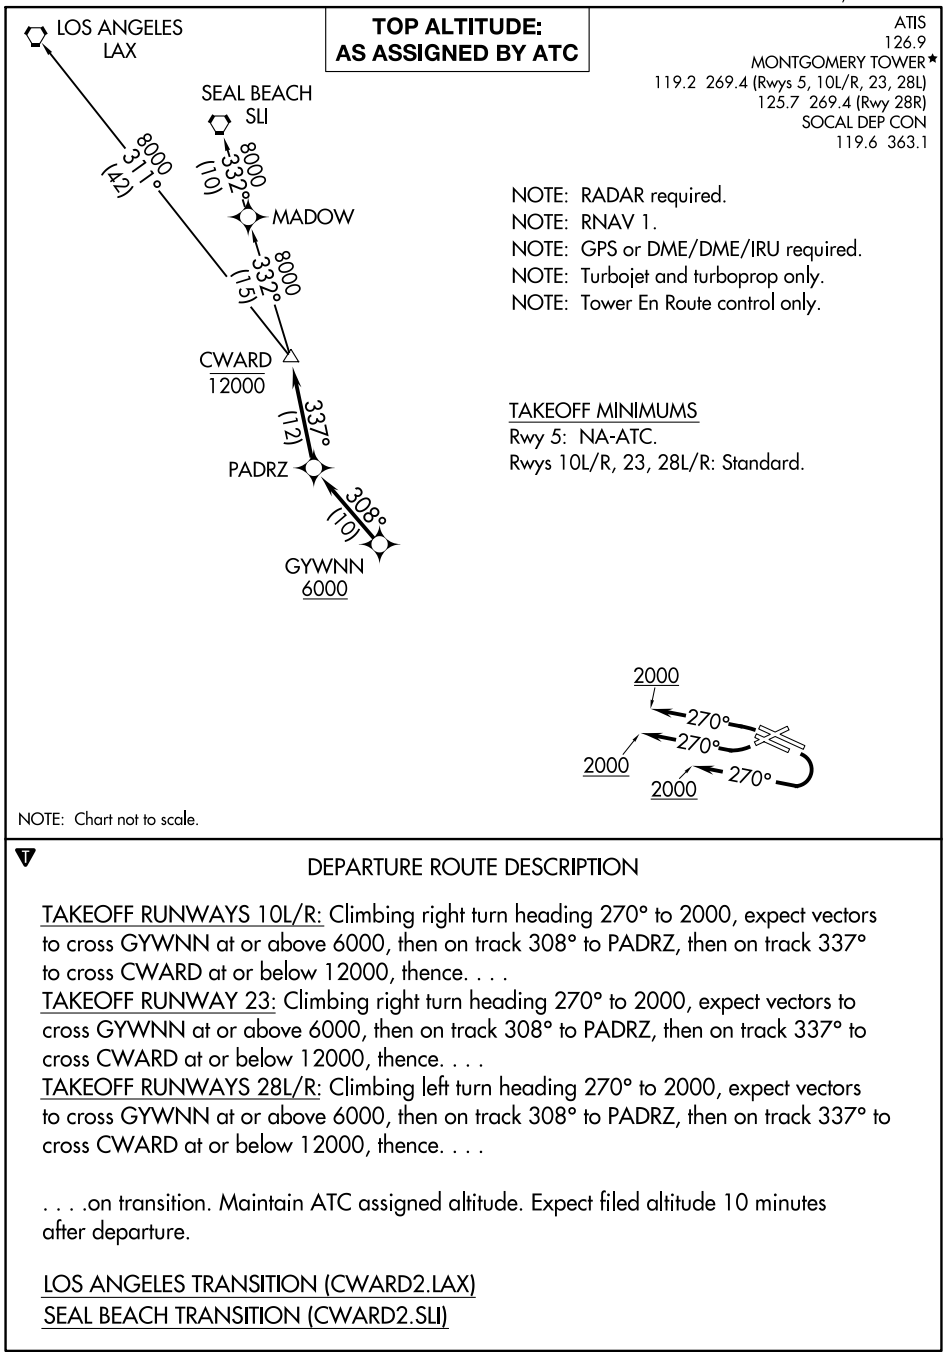 LOS ANGELES
LAX
TOP ALTITUDE:
AS ASSIGNED BY ATC
ATIS
126.9
MONTGOMERY TOWER★
119.2 269.4 (Rwys 5, 10L/R, 23, 28L)
125.7 269.4 (Rwy 28R)
SOCAL DEP CON
119.6 363.1
SEAL BEACH
SLI
8000
311°
(42)
8000
332°
(10)
MADOW
8000
332°
(15)
CWARD
12000
337°
(12)
PADRZ
308°
(10)
GYWNN
6000
NOTE: RADAR required.
NOTE: RNAV 1.
NOTE: GPS or DME/DME/IRU required.
NOTE: Turbojet and turboprop only.
NOTE: Tower En Route control only.
TAKEOFF MINIMUMS
Rwy 5: NA-ATC.
Rwys 10L/R, 23, 28L/R: Standard.
2000
270°
270°
2000
270°
2000
NOTE: Chart not to scale.
T
DEPARTURE ROUTE DESCRIPTION
TAKEOFF RUNWAYS 10L/R: Climbing right turn heading 270° to 2000, expect vectors
to cross GYWNN at or above 6000, then on track 308° to PADRZ, then on track 337°
to cross CWARD at or below 12000, thence. . . .
TAKEOFF RUNWAY 23: Climbing right turn heading 270° to 2000, expect vectors to
cross GYWNN at or above 6000, then on track 308° to PADRZ, then on track 337° to
cross CWARD at or below 12000, thence. . . .
TAKEOFF RUNWAYS 28L/R: Climbing left turn heading 270° to 2000, expect vectors
to cross GYWNN at or above 6000, then on track 308° to PADRZ, then on track 337° to
cross CWARD at or below 12000, thence. . . .
. . . .on transition. Maintain ATC assigned altitude. Expect filed altitude 10 minutes
after departure.
LOS ANGELES TRANSITION (CWARD2.LAX)
SEAL BEACH TRANSITION (CWARD2.SLI)